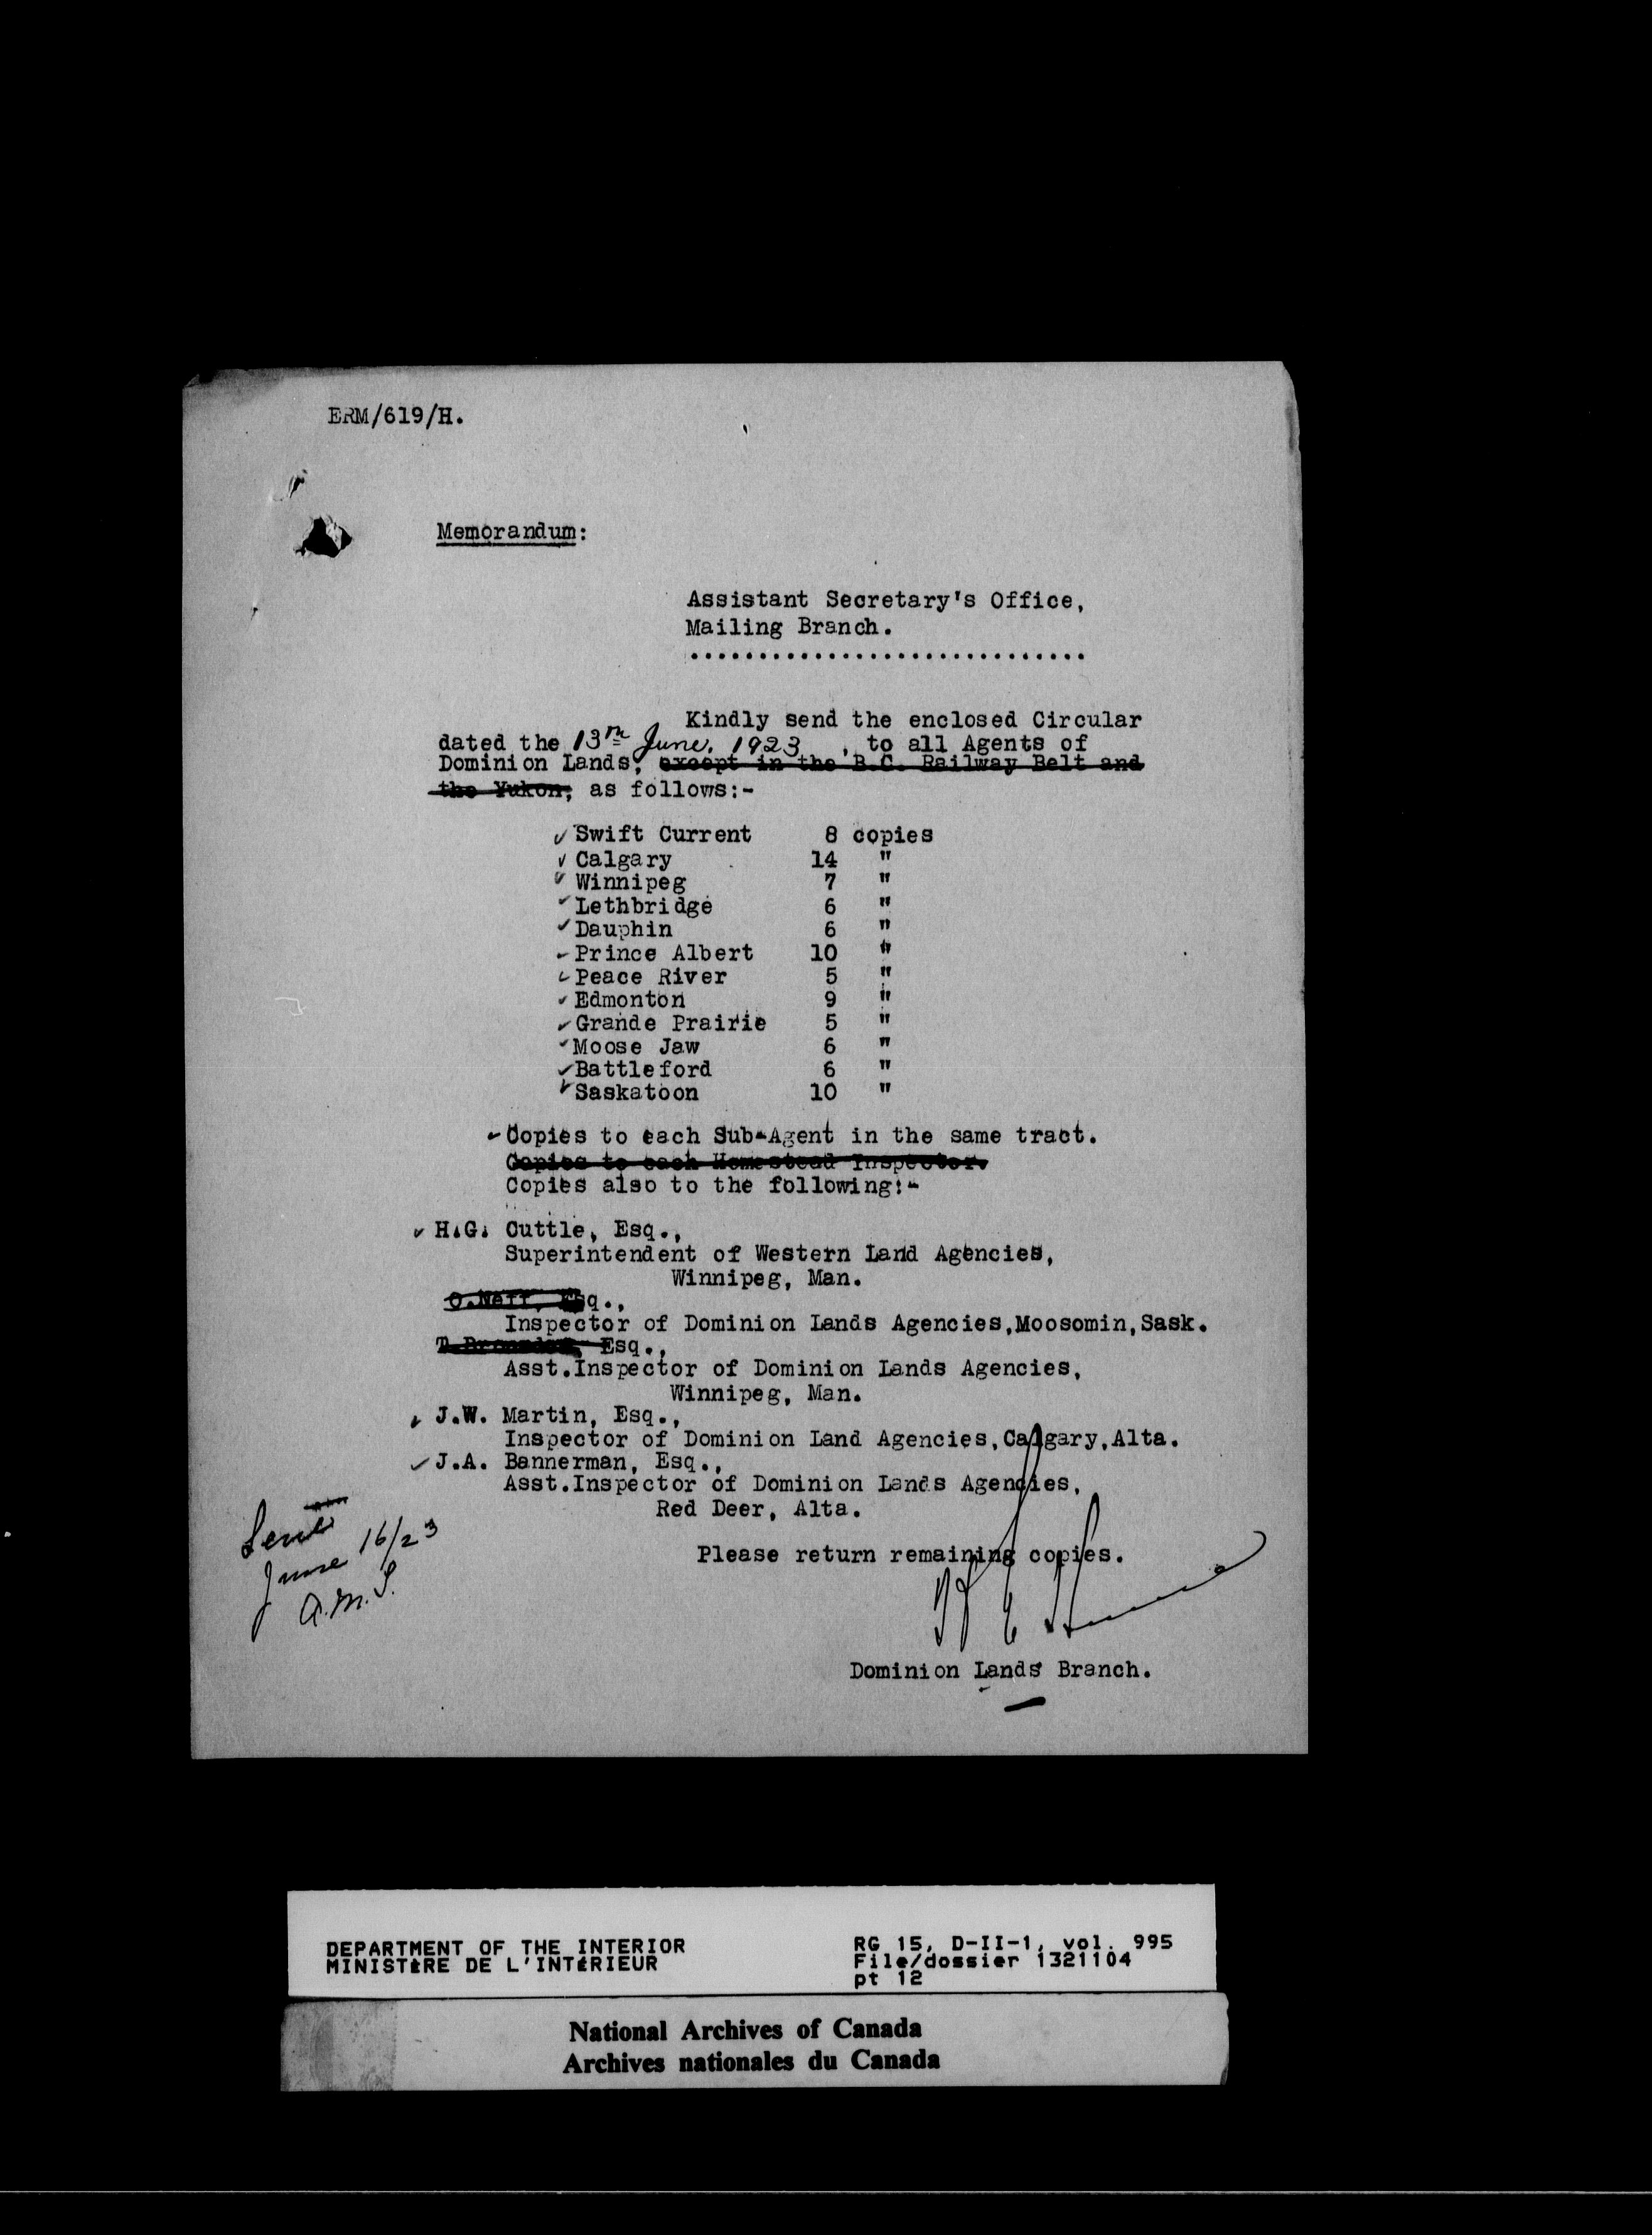 ERM/619/H.
Memorandum:
Assistant Secretary's Office,
Mailing Branch.
.............................
Kindly send the enclosed Circular
dated the 13th June, 1923 , to all Agents of
Dominion Lands, except in the B.C. Railway Belt and
the Yukon, as follows:-
Swift Current 8 copies
Calgary 14 "
Winnipeg 7 "
Lethbridge 6 "
Dauphin 6 "
Prince Albert 10 "
Peace River 5 "
Edmonton 9 "
Grande Prairie 5 "
Moose Jaw 6 "
Battleford 6 "
Saskatoon 10 "
Copies to each Sub-Agent in the same tract.
Copies to each Homestead Inspector.
Copies also to the following:-
H.G. Cuttle, Esq.,
Superintendent of Western Land Agencies,
Winnipeg, Man.
O.Neff, Esq.,
Inspector of Dominion Lands Agencies,Moosomin,Sask.
Esq.,
Asst.Inspector of Dominion Lands Agencies,
Winnipeg, Man.
J.W. Martin, Esq.,
Inspector of Dominion Land Agencies,Calgary,Alta.
J.A. Bannerman, Esq.,
Asst.Inspector of Dominion Lands Agencies,
Red Deer, Alta.
Sent
June 16/23
a.m.S.
Please return remaining copies.
Dominion Lands Branch.
DEPARTMENT OF THE INTERIOR
MINISTÈRE DE L'INTÉRIEUR
RG 15, D-II-1, vol. 995
File/dossier 1321104
pt 12
National Archives of Canada
Archives nationales du Canada